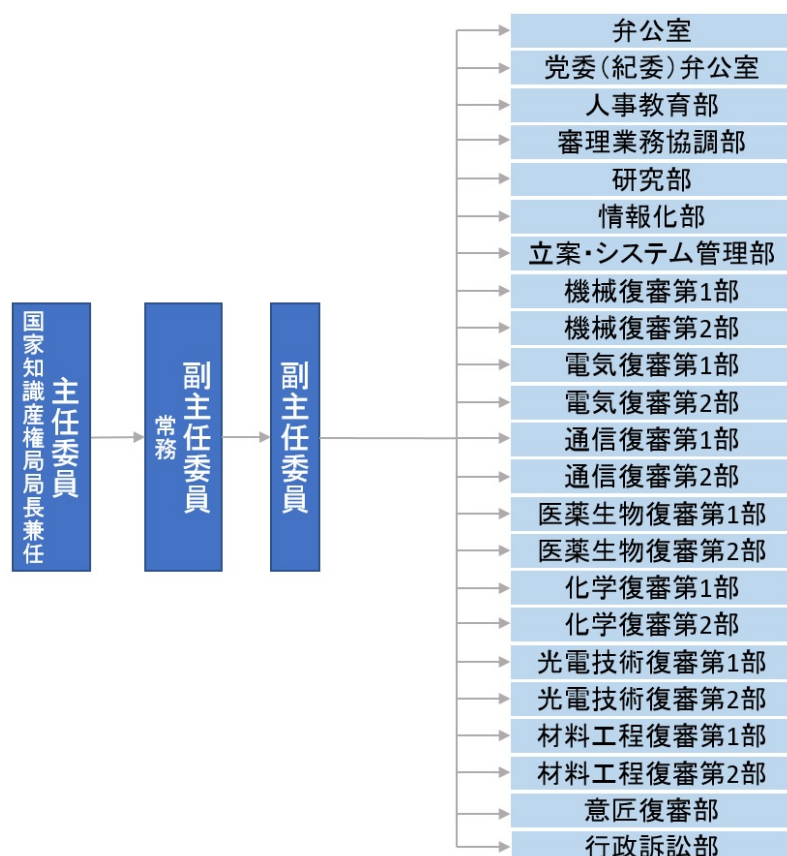 主任委員
国家知識産権局局長兼任
副主任委員
常務
副主任委員
弁公室
党委(紀委)弁公室
人事教育部
審理業務協調部
研究部
情報化部
立案・システム管理部
機械復審第1部
機械復審第2部
電気復審第1部
電気復審第2部
通信復審第1部
通信復審第2部
医薬生物復審第1部
医薬生物復審第2部
化学復審第1部
化学復審第2部
光電技術復審第1部
光電技術復審第2部
材料工程復審第1部
材料工程復審第2部
意匠復審部
行政訴訟部